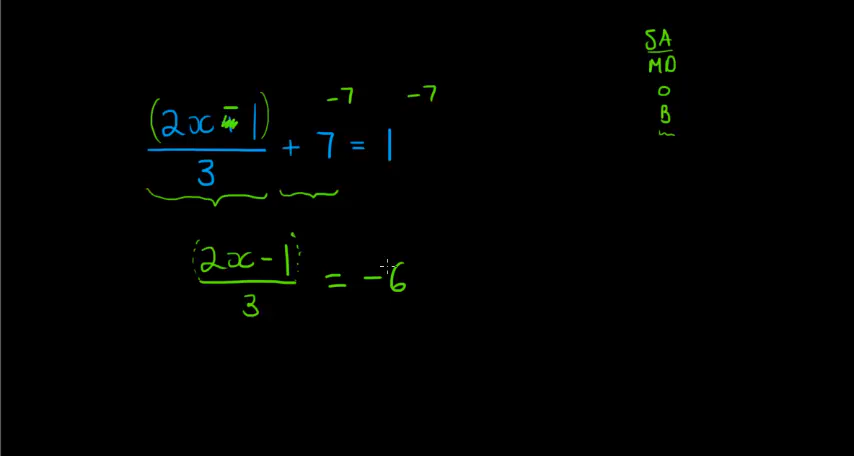 SA
MD
O
B
-7 -7
(2x - 1)
3
+ 7 = 1
(2x - 1)
3
= -6